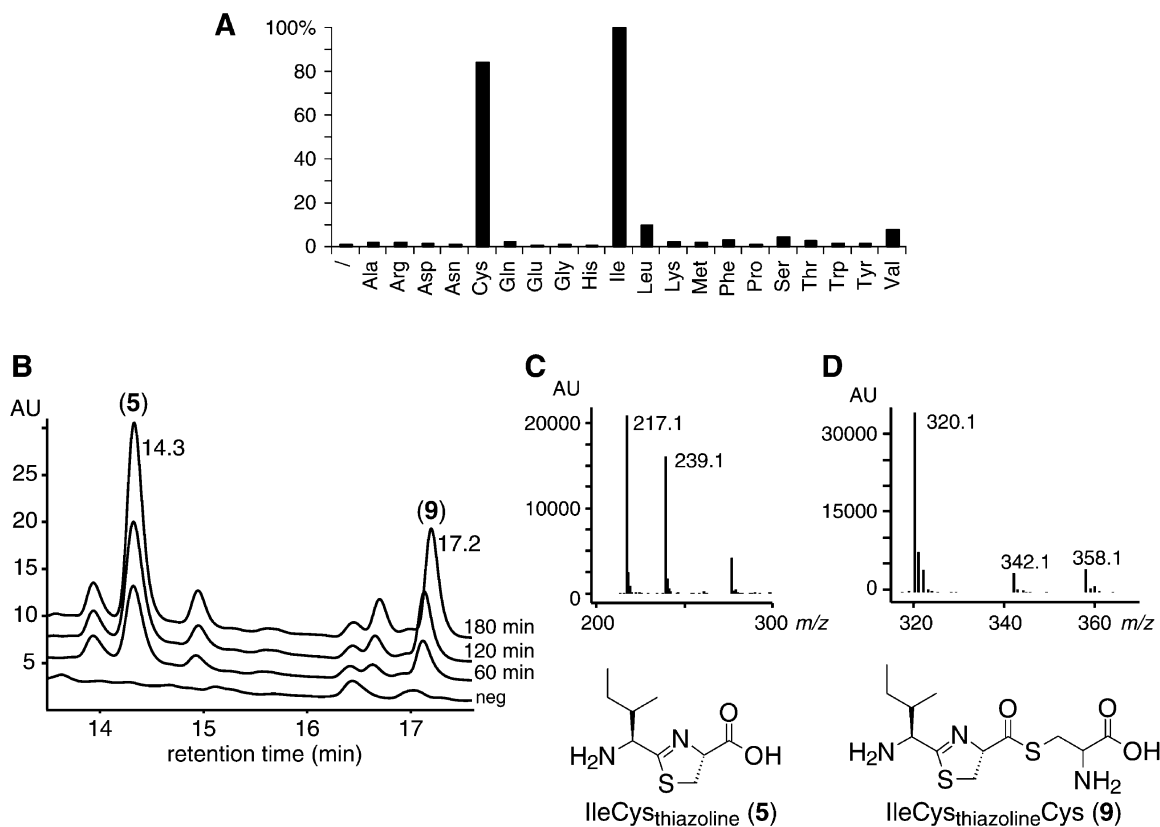 A
100%
80
60
40
20
0
/
Ala
Arg
Asp
Asn
Cys
Gln
Glu
Gly
His
Ile
Leu
Lys
Met
Phe
Pro
Ser
Thr
Trp
Tyr
Val
B
AU
25
20
15
10
5
(5)
14.3
(9)
17.2
180 min
120 min
60 min
neg
14 15 16 17
retention time (min)
C
AU
20000
10000
0
217.1
239.1
200 300 m/z
H2N
N
S
O
OH
IleCysthiazoline (5)
D
AU
30000
15000
0
320.1
342.1
358.1
320 340 360 m/z
H2N
N
S
O
S
O
OH
NH2
IleCysthiazolineCys (9)